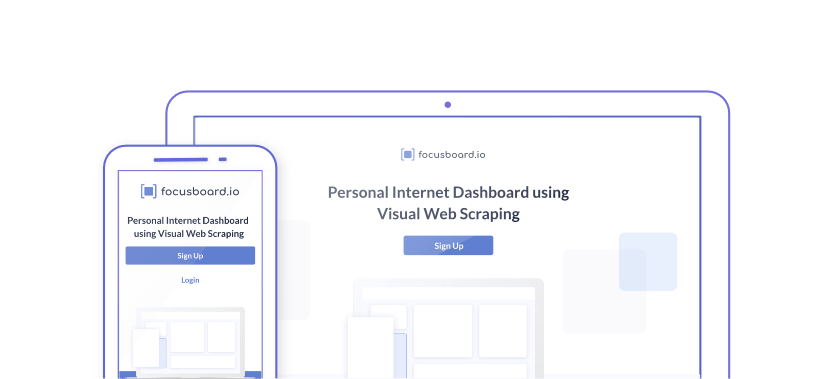 focusboard.io
Personal Internet Dashboard
using Visual Web Scraping
Sign Up
Login
focusboard.io
Personal Internet Dashboard using
Visual Web Scraping
Sign Up